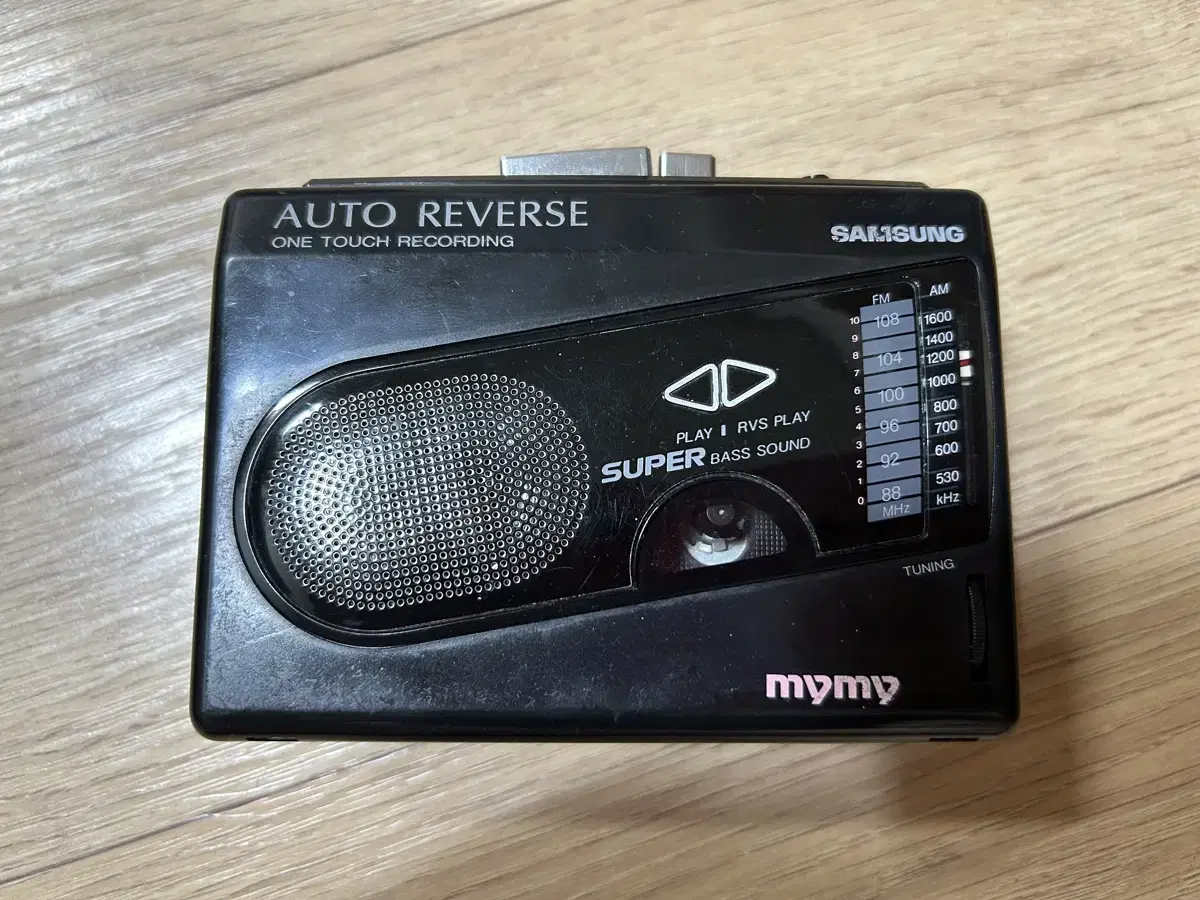 AUTO REVERSE
ONE TOUCH RECORDING
SAMSUNG
FM AM
10 108 1600
9 1400
8 104 1200
7 1000
6 100
5 800
4 96 700
3 600
2 92
1 530
0 88 kHz
MHz
PLAY RVS PLAY
SUPER BASS SOUND
TUNING
mymy